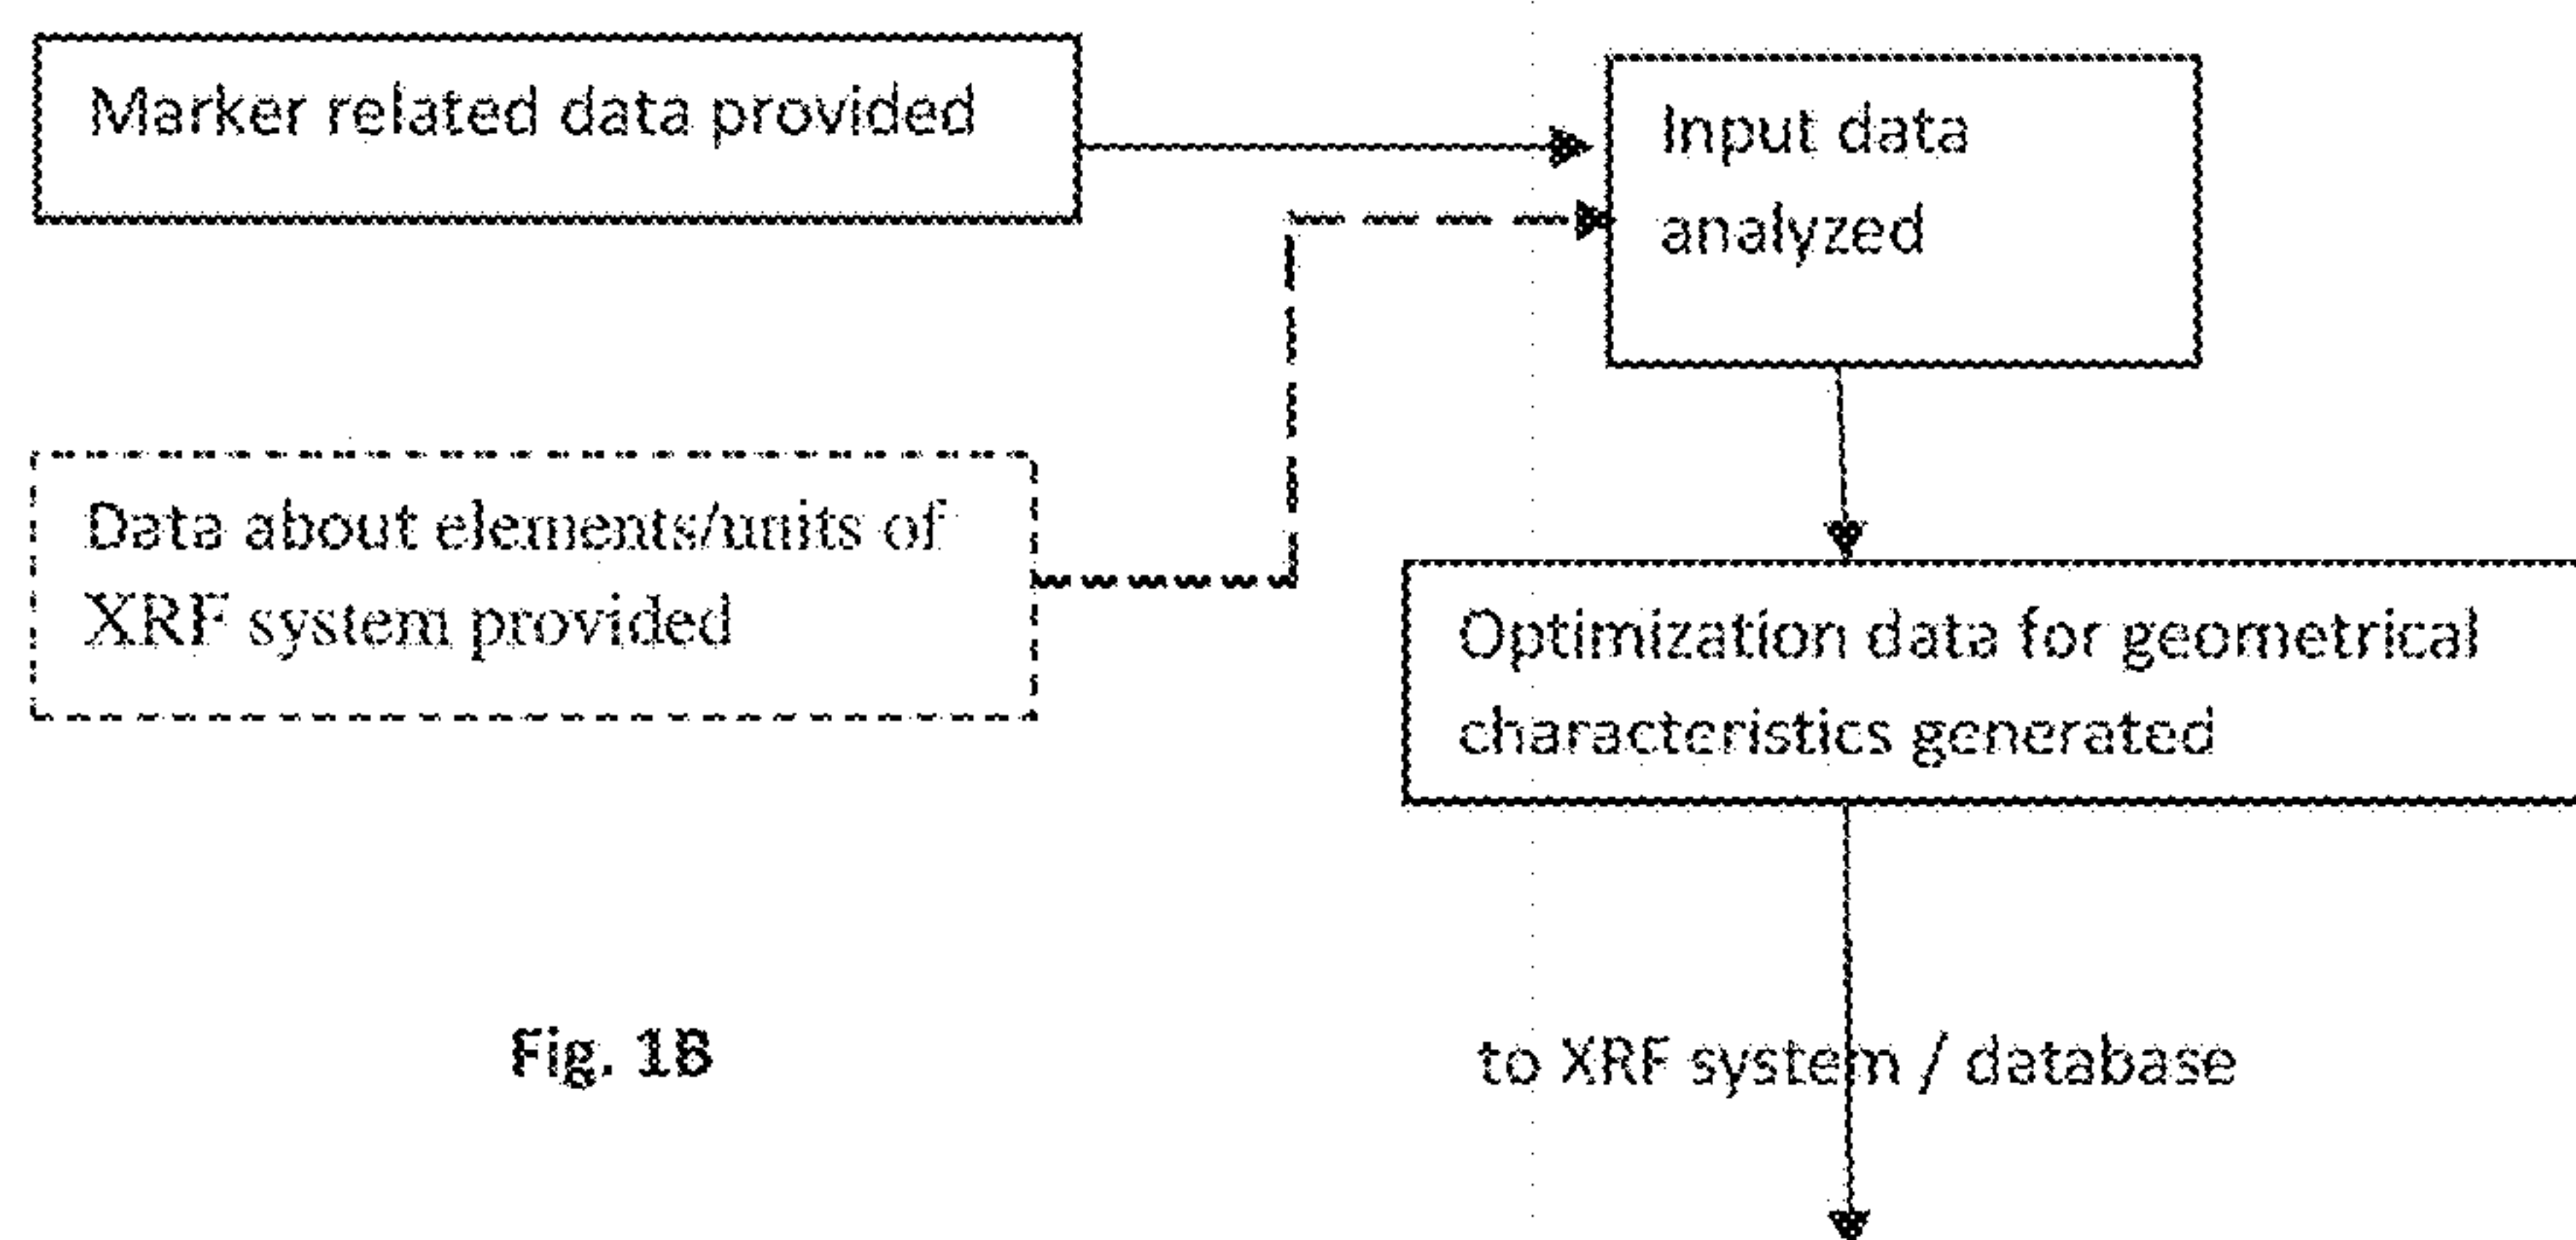 Marker related data provided
Input data
analyzed
Data about elements/units of
XRF system provided
Optimization data for geometrical
characteristics generated
Fig. 1B
to XRF system / database